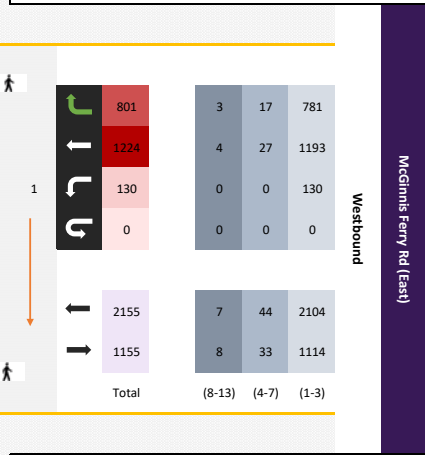 801 3 17 781
1224 4 27 1193
1 130 0 0 130
0 0 0 0
2155 7 44 2104
1155 8 33 1114
Total (8-13) (4-7) (1-3)
Westbound
McGinnis Ferry Rd (East)